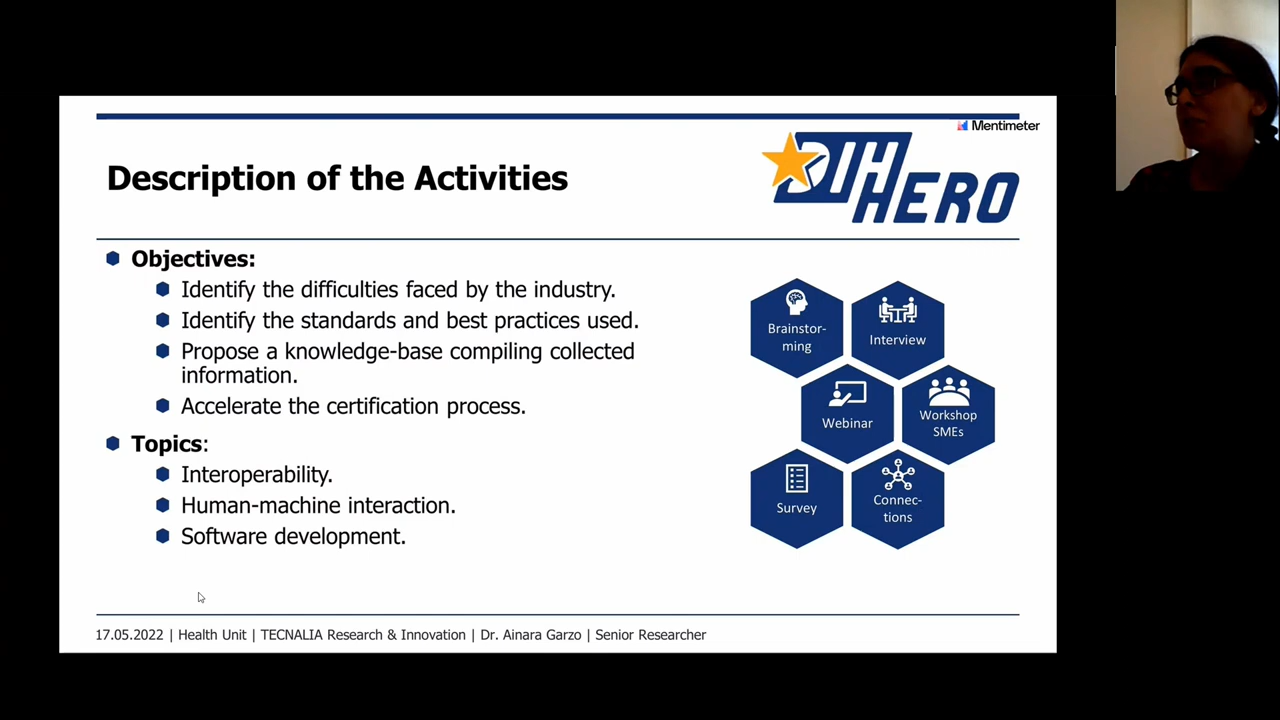 Mentimeter
DIH
HERO
Description of the Activities
Objectives:
Identify the difficulties faced by the industry.
Identify the standards and best practices used.
Propose a knowledge-base compiling collected
information.
Accelerate the certification process.
Topics:
Interoperability.
Human-machine interaction.
Software development.
Brainstor-
ming
Interview
Webinar
Workshop
SMEs
Survey
Connec-
tions
17.05.2022 | Health Unit | TECNALIA Research & Innovation | Dr. Ainara Garzo | Senior Researcher